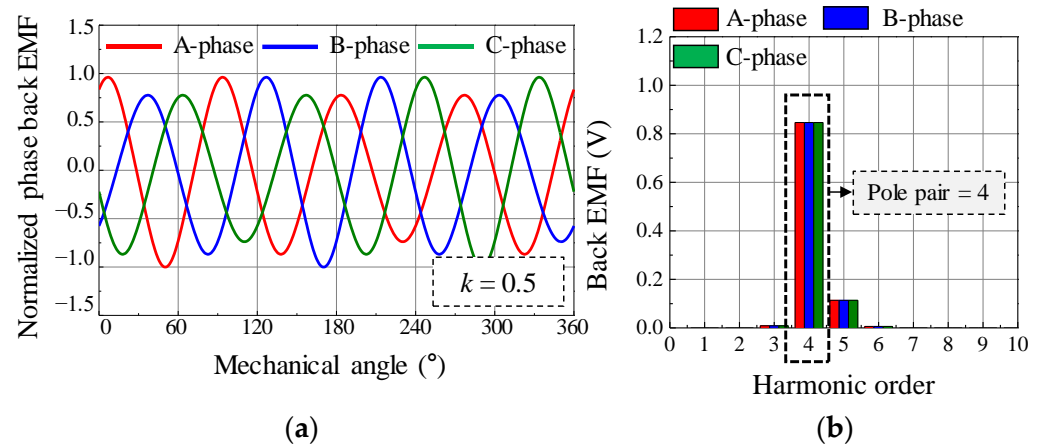 (a)
A-phase B-phase C-phase
Normalized phase back EMF
1.5
1.0
0.5
0.0
−0.5
−1.0
−1.5
k = 0.5
0 60 120 180 240 300 360
Mechanical angle (°)
(a)
(b)
A-phase B-phase
C-phase
Back EMF (V)
1.2
1.0
0.8
0.6
0.4
0.2
0.0
Pole pair = 4
0 1 2 3 4 5 6 7 8 9 10
Harmonic order
(b)